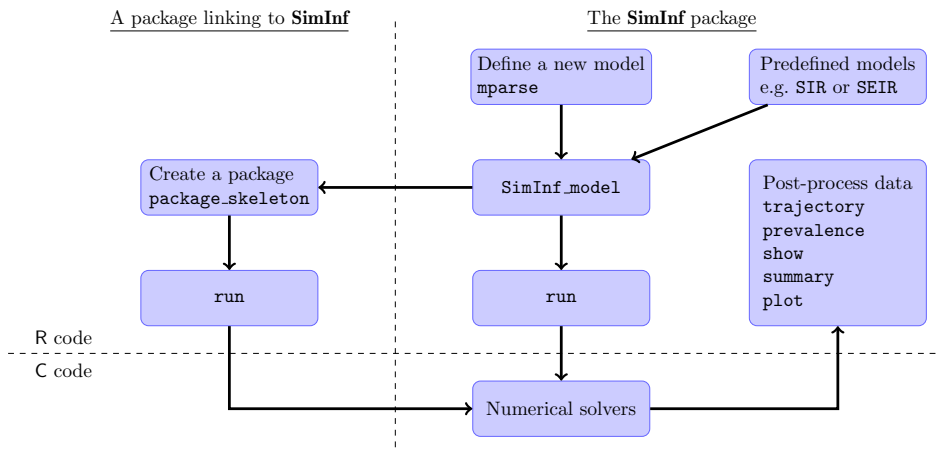 A package linking to SimInf
The SimInf package
Define a new model
mparse
Predefined models
e.g. SIR or SEIR
Create a package
package_skeleton
SimInf_model
Post-process data
trajectory
prevalence
show
summary
plot
run
run
R code
C code
Numerical solvers